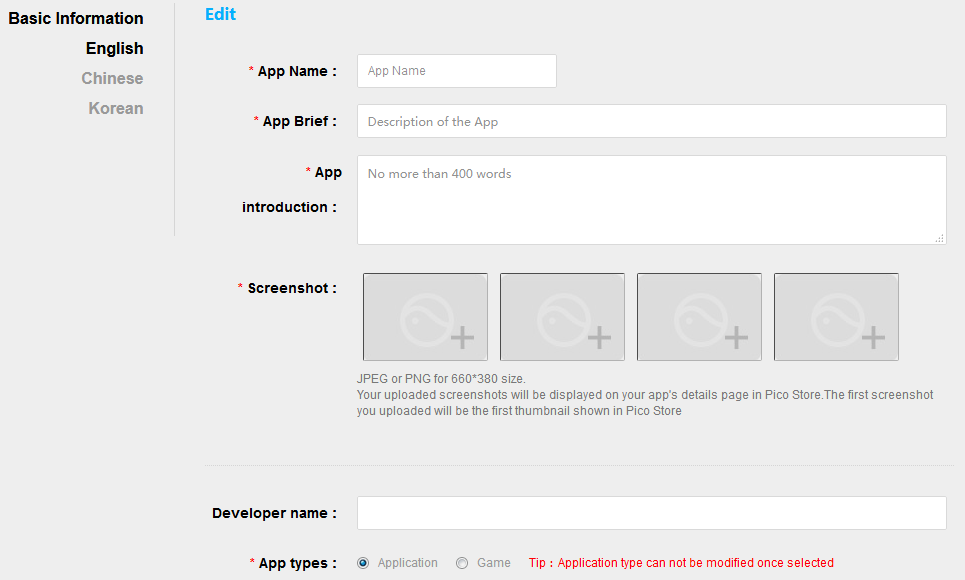 Basic Information
English
Chinese
Korean
Edit
* App Name :
App Name
* App Brief :
Description of the App
* App
introduction :
No more than 400 words
* Screenshot :
JPEG or PNG for 660*380 size.
Your uploaded screenshots will be displayed on your app's details page in Pico Store.The first screenshot
you uploaded will be the first thumbnail shown in Pico Store
Developer name :
* App types :
Application
Game
Tip : Application type can not be modified once selected